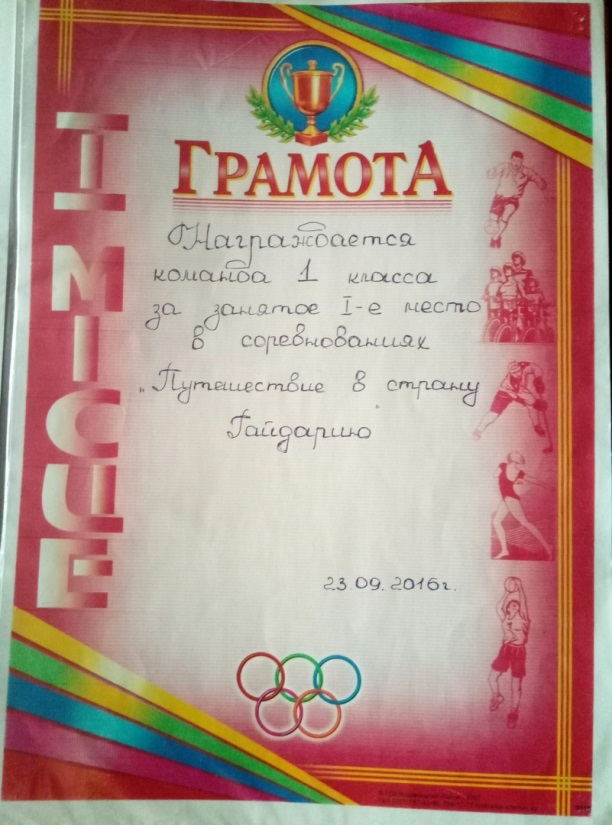 I МІСЦЕ
ГРАМОТА
Награждается
команда 1 класса
за занятое I-е место
в соревнованиях
„Путешествие в страну
Гайдарию
23.09.2016г.